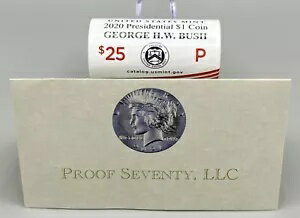 UNITED STATES MINT
2020 Presidential $1 Coin
GEORGE H.W. BUSH
$25 P
catalog.usmint.gov
PROOF SEVENTY, LLC